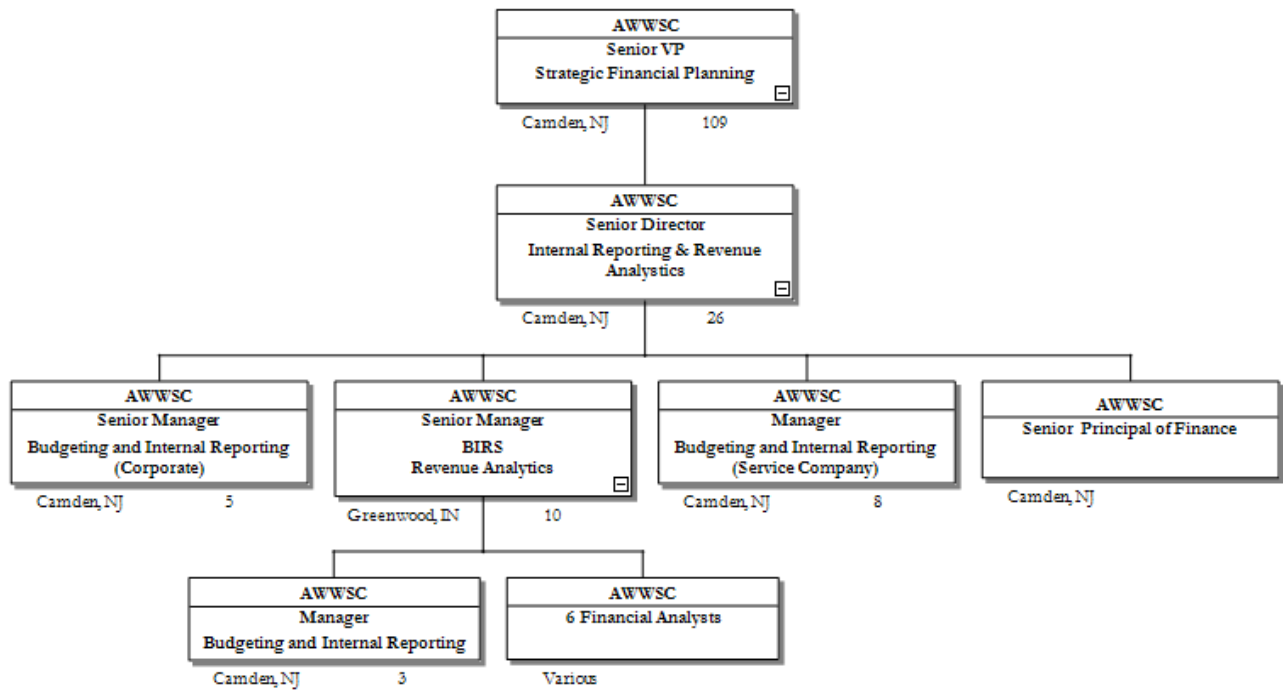 AWWSC
Senior VP
Strategic Financial Planning
Camden, NJ 109
AWWSC
Senior Director
Internal Reporting & Revenue
Analystics
Camden, NJ 26
AWWSC
Senior Manager
Budgeting and Internal Reporting
(Corporate)
Camden, NJ 5
AWWSC
Senior Manager
BIRS
Revenue Analytics
Greenwood, IN 10
AWWSC
Manager
Budgeting and Internal Reporting
(Service Company)
Camden, NJ 8
AWWSC
Senior Principal of Finance
Camden, NJ
AWWSC
Manager
Budgeting and Internal Reporting
Camden, NJ 3
AWWSC
6 Financial Analysts
Various